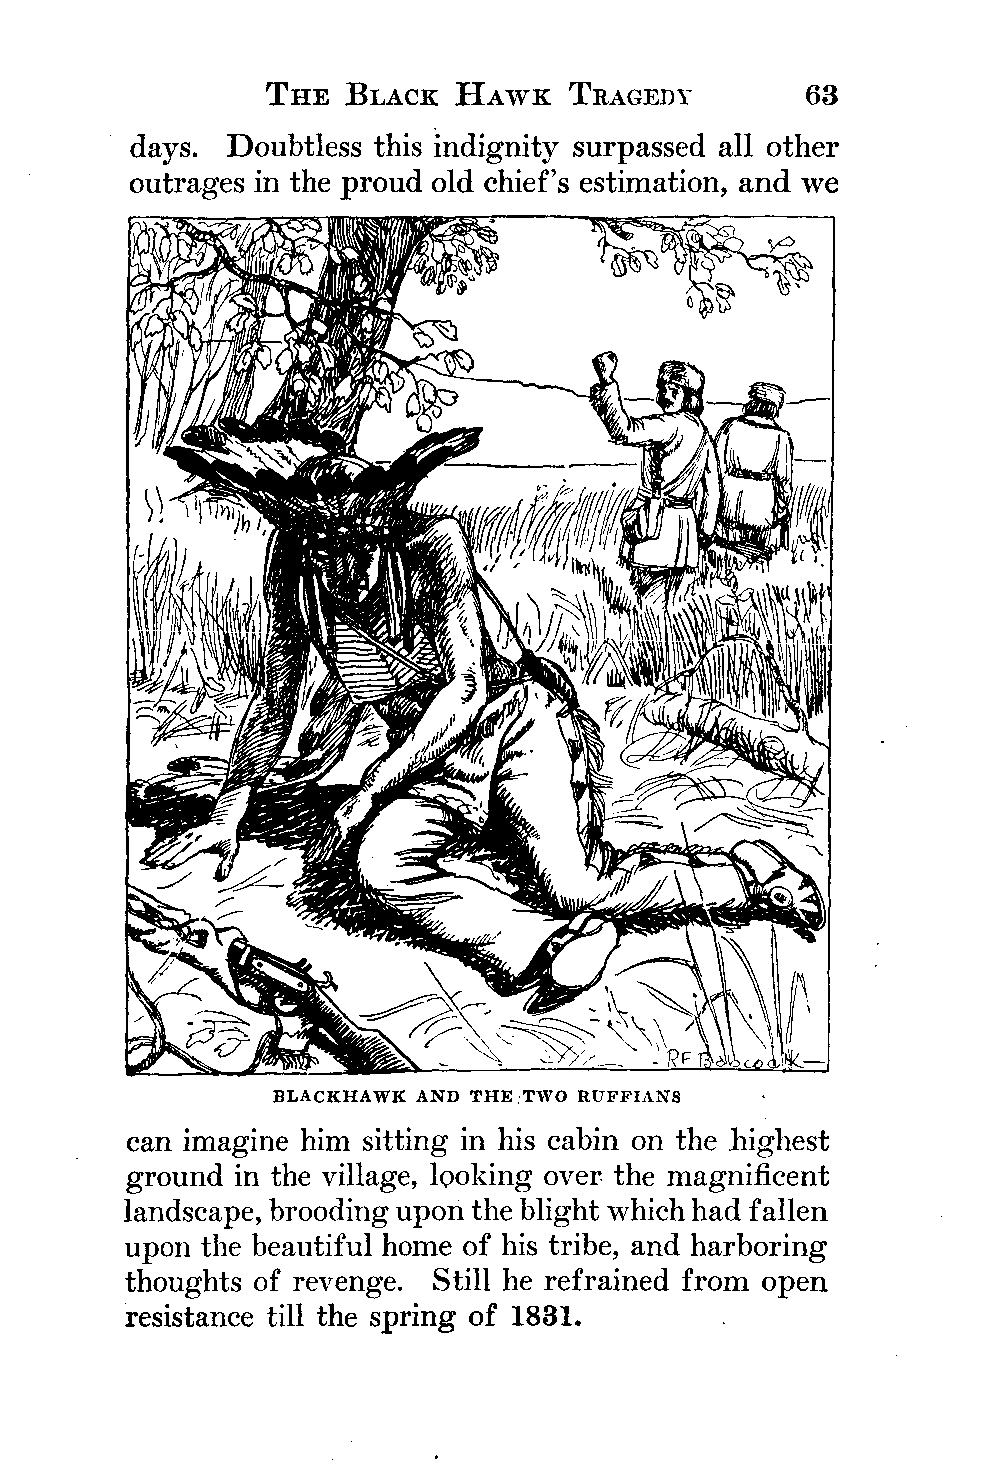 THE BLACK HAWK TRAGEDY 63
days. Doubtless this indignity surpassed all other
outrages in the proud old chief's estimation, and we
RF Babcock
BLACKHAWK AND THE TWO RUFFIANS
can imagine him sitting in his cabin on the highest
ground in the village, looking over the magnificent
landscape, brooding upon the blight which had fallen
upon the beautiful home of his tribe, and harboring
thoughts of revenge. Still he refrained from open
resistance till the spring of 1831.